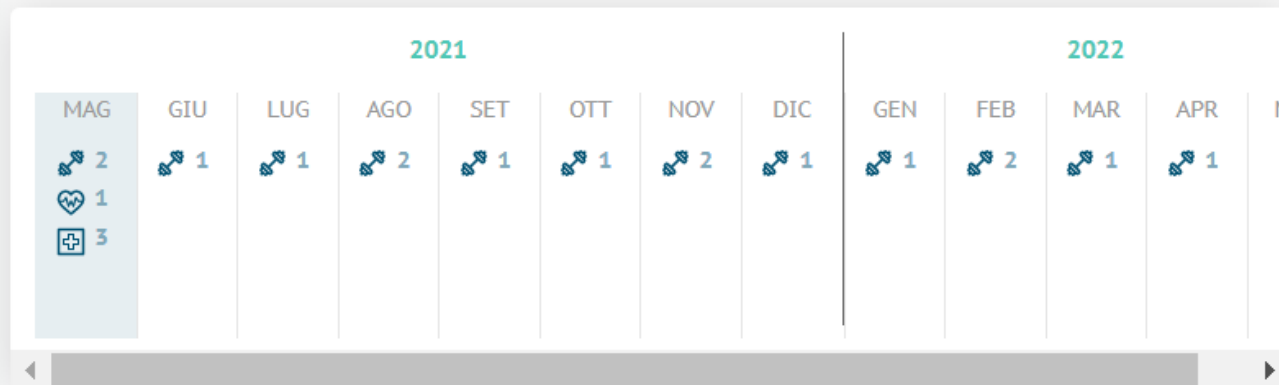 2021 2022
MAG GIU LUG AGO SET OTT NOV DIC GEN FEB MAR APR
2 1 1 2 1 1 2 1 1 2 1 1
1
3